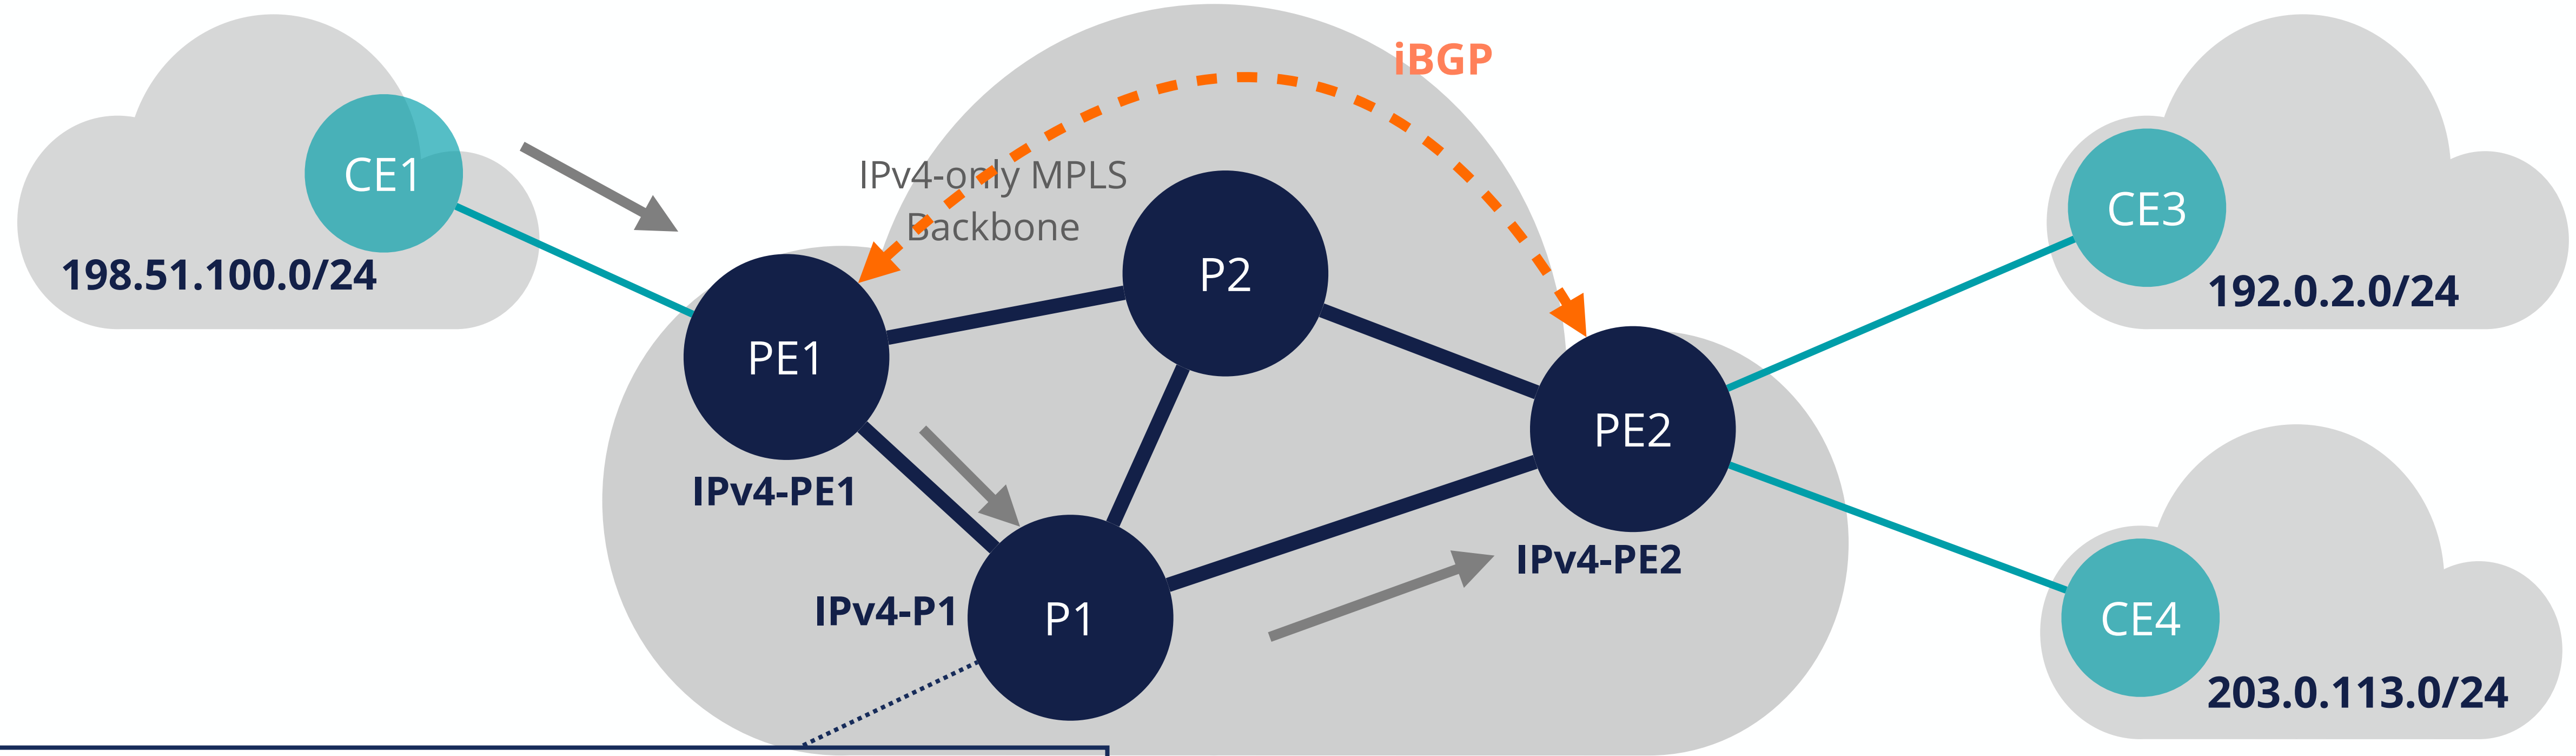 iBGP
IPv4-only MPLS
Backbone
CE1
198.51.100.0/24
PE1
IPv4-PE1
P2
P1
IPv4-P1
PE2
IPv4-PE2
CE3
192.0.2.0/24
CE4
203.0.113.0/24